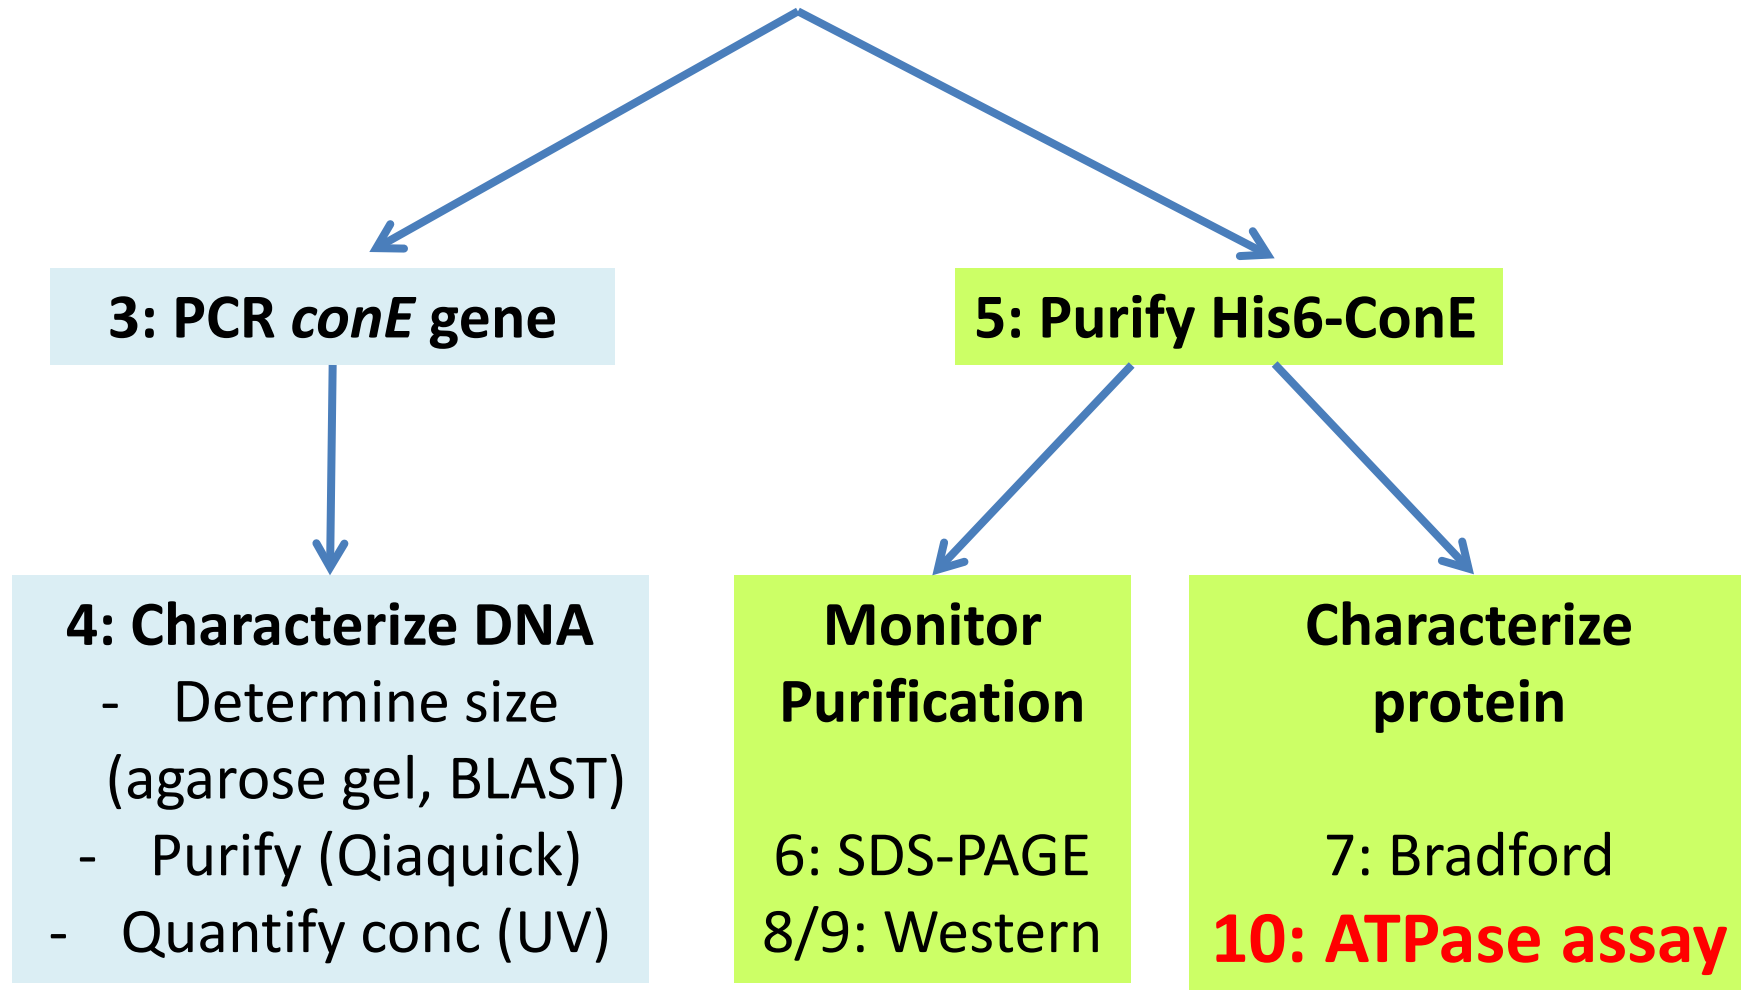 3: PCR conE gene
5: Purify His6-ConE
4: Characterize DNA
- Determine size
(agarose gel, BLAST)
- Purify (Qiaquick)
- Quantify conc (UV)
Monitor
Purification
6: SDS-PAGE
8/9: Western
Characterize
protein
7: Bradford
10: ATPase assay